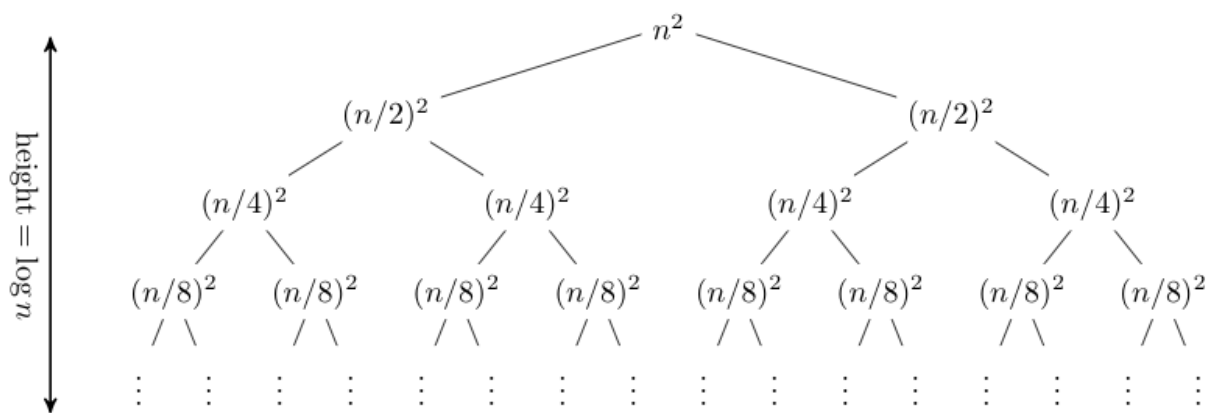 n²
(n/2)² (n/2)²
(n/4)² (n/4)² (n/4)² (n/4)²
(n/8)² (n/8)² (n/8)² (n/8)² (n/8)² (n/8)² (n/8)² (n/8)²
⋮ ⋮ ⋮ ⋮ ⋮ ⋮ ⋮ ⋮ ⋮ ⋮ ⋮ ⋮ ⋮ ⋮ ⋮ ⋮
height = log n